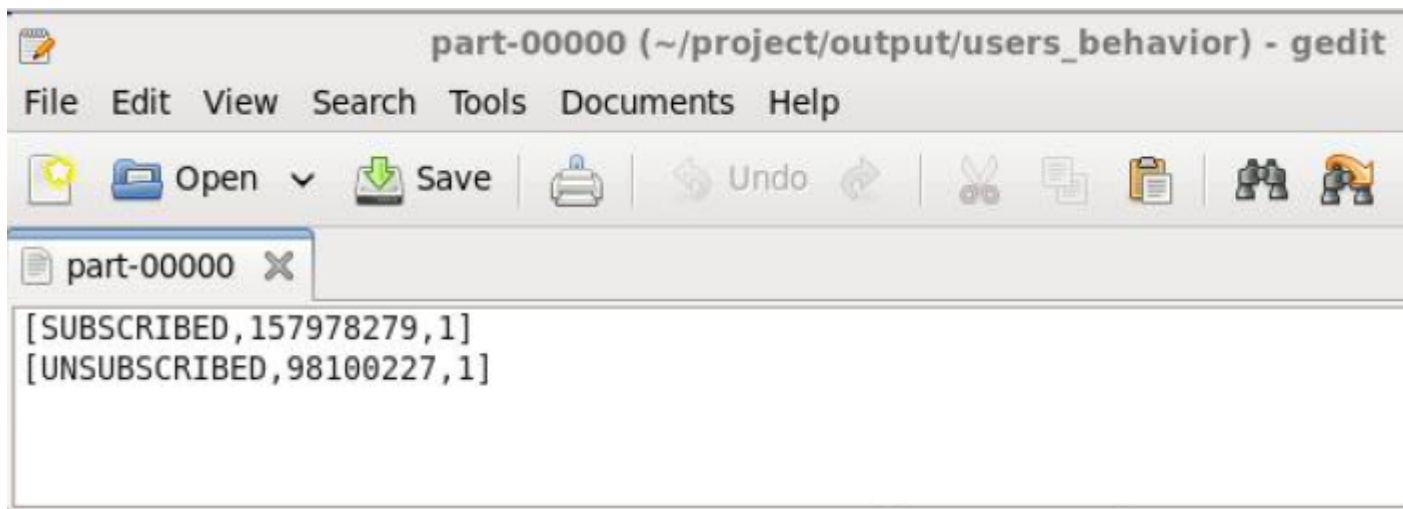 part-00000 (~/project/output/users_behavior) - gedit
File Edit View Search Tools Documents Help
Open Save Undo
part-00000
[SUBSCRIBED,157978279,1]
[UNSUBSCRIBED,98100227,1]